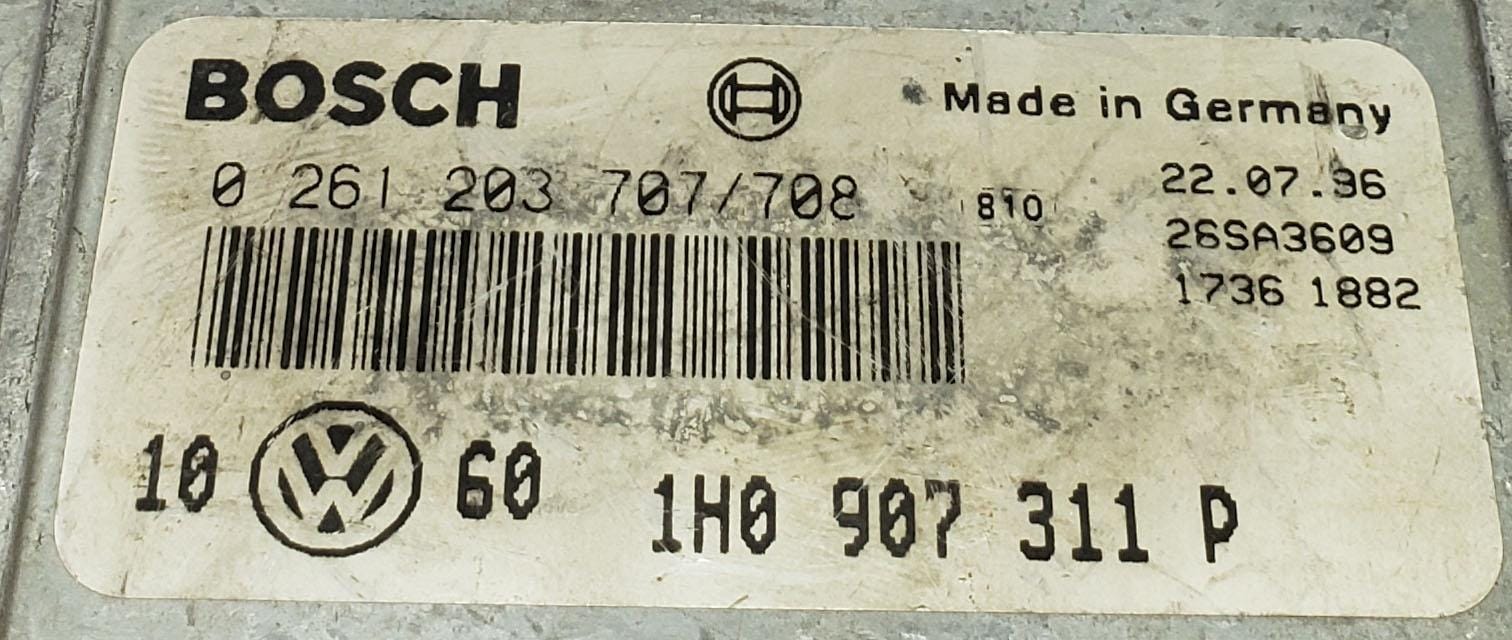 BOSCH Made in Germany
0 261 203 707/708 810 22.07.96
26SA3609
1736 1882
10 60 1H0 907 311 P